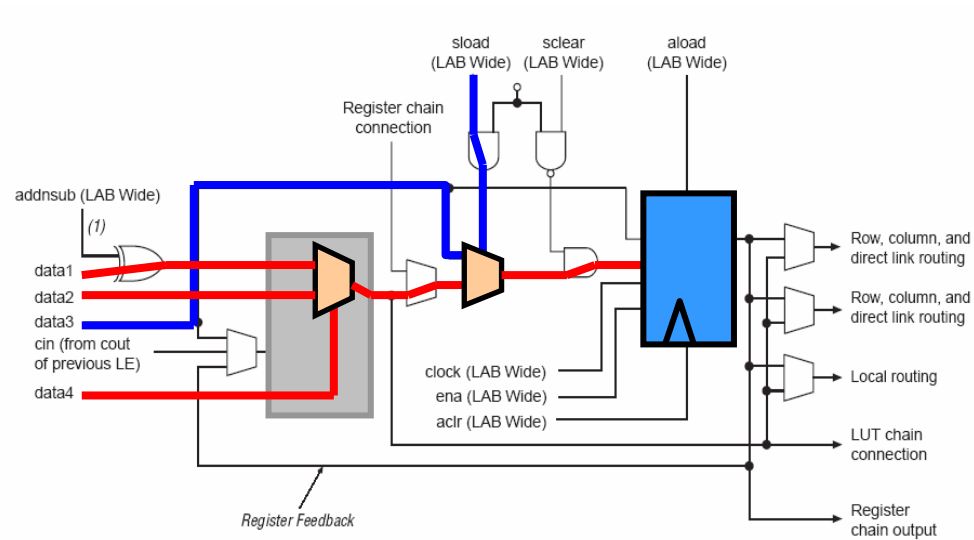 sload
(LAB Wide)
sclear
(LAB Wide)
aload
(LAB Wide)
Register chain
connection
addnsub (LAB Wide)
(1)
data1
data2
data3
cin (from cout
of previous LE)
data4
clock (LAB Wide)
ena (LAB Wide)
aclr (LAB Wide)
Register Feedback
Row, column, and
direct link routing
Row, column, and
direct link routing
Local routing
LUT chain
connection
Register
chain output